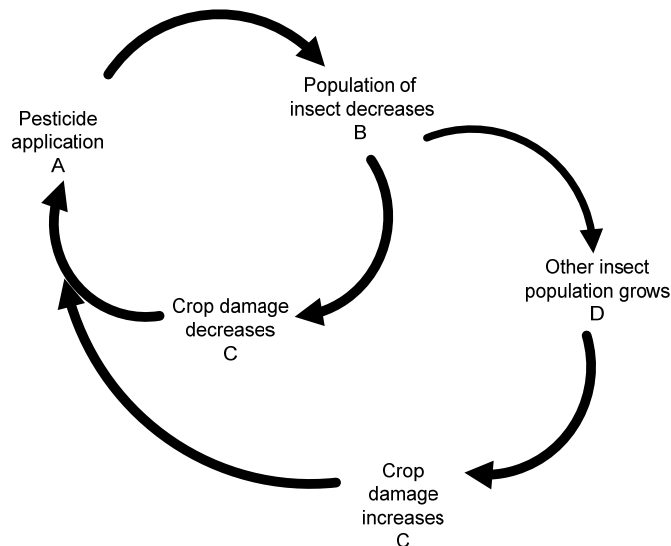 Population of
insect decreases
B
Pesticide
application
A
Other insect
population grows
D
Crop damage
decreases
C
Crop
damage
increases
C